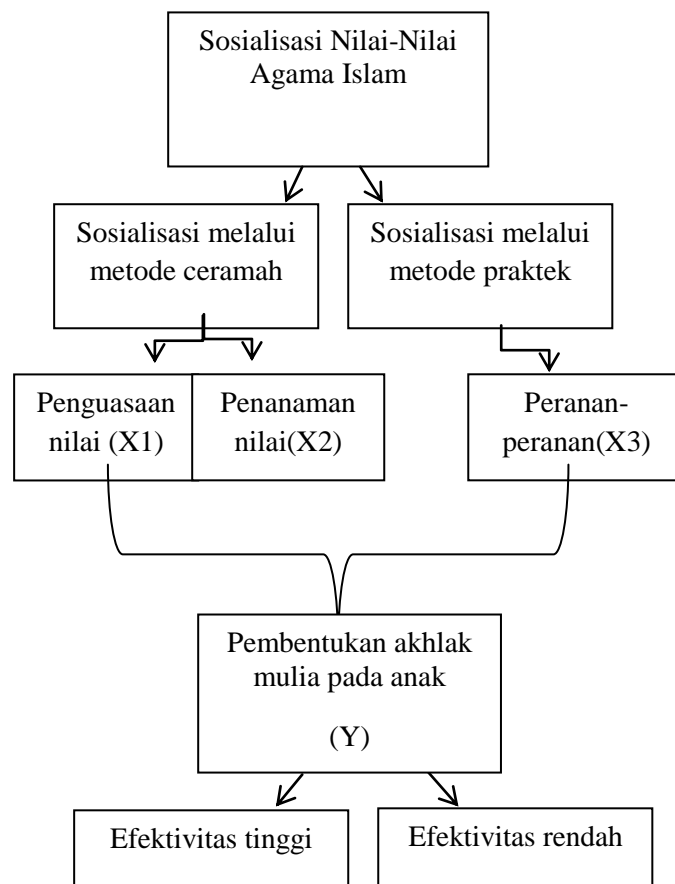 Sosialisasi Nilai-Nilai
Agama Islam
Sosialisasi melalui
metode ceramah
Sosialisasi melalui
metode praktek
Penguasaan
nilai (X1)
Penanaman
nilai(X2)
Peranan-
peranan(X3)
Pembentukan akhlak
mulia pada anak
(Y)
Efektivitas tinggi
Efektivitas rendah